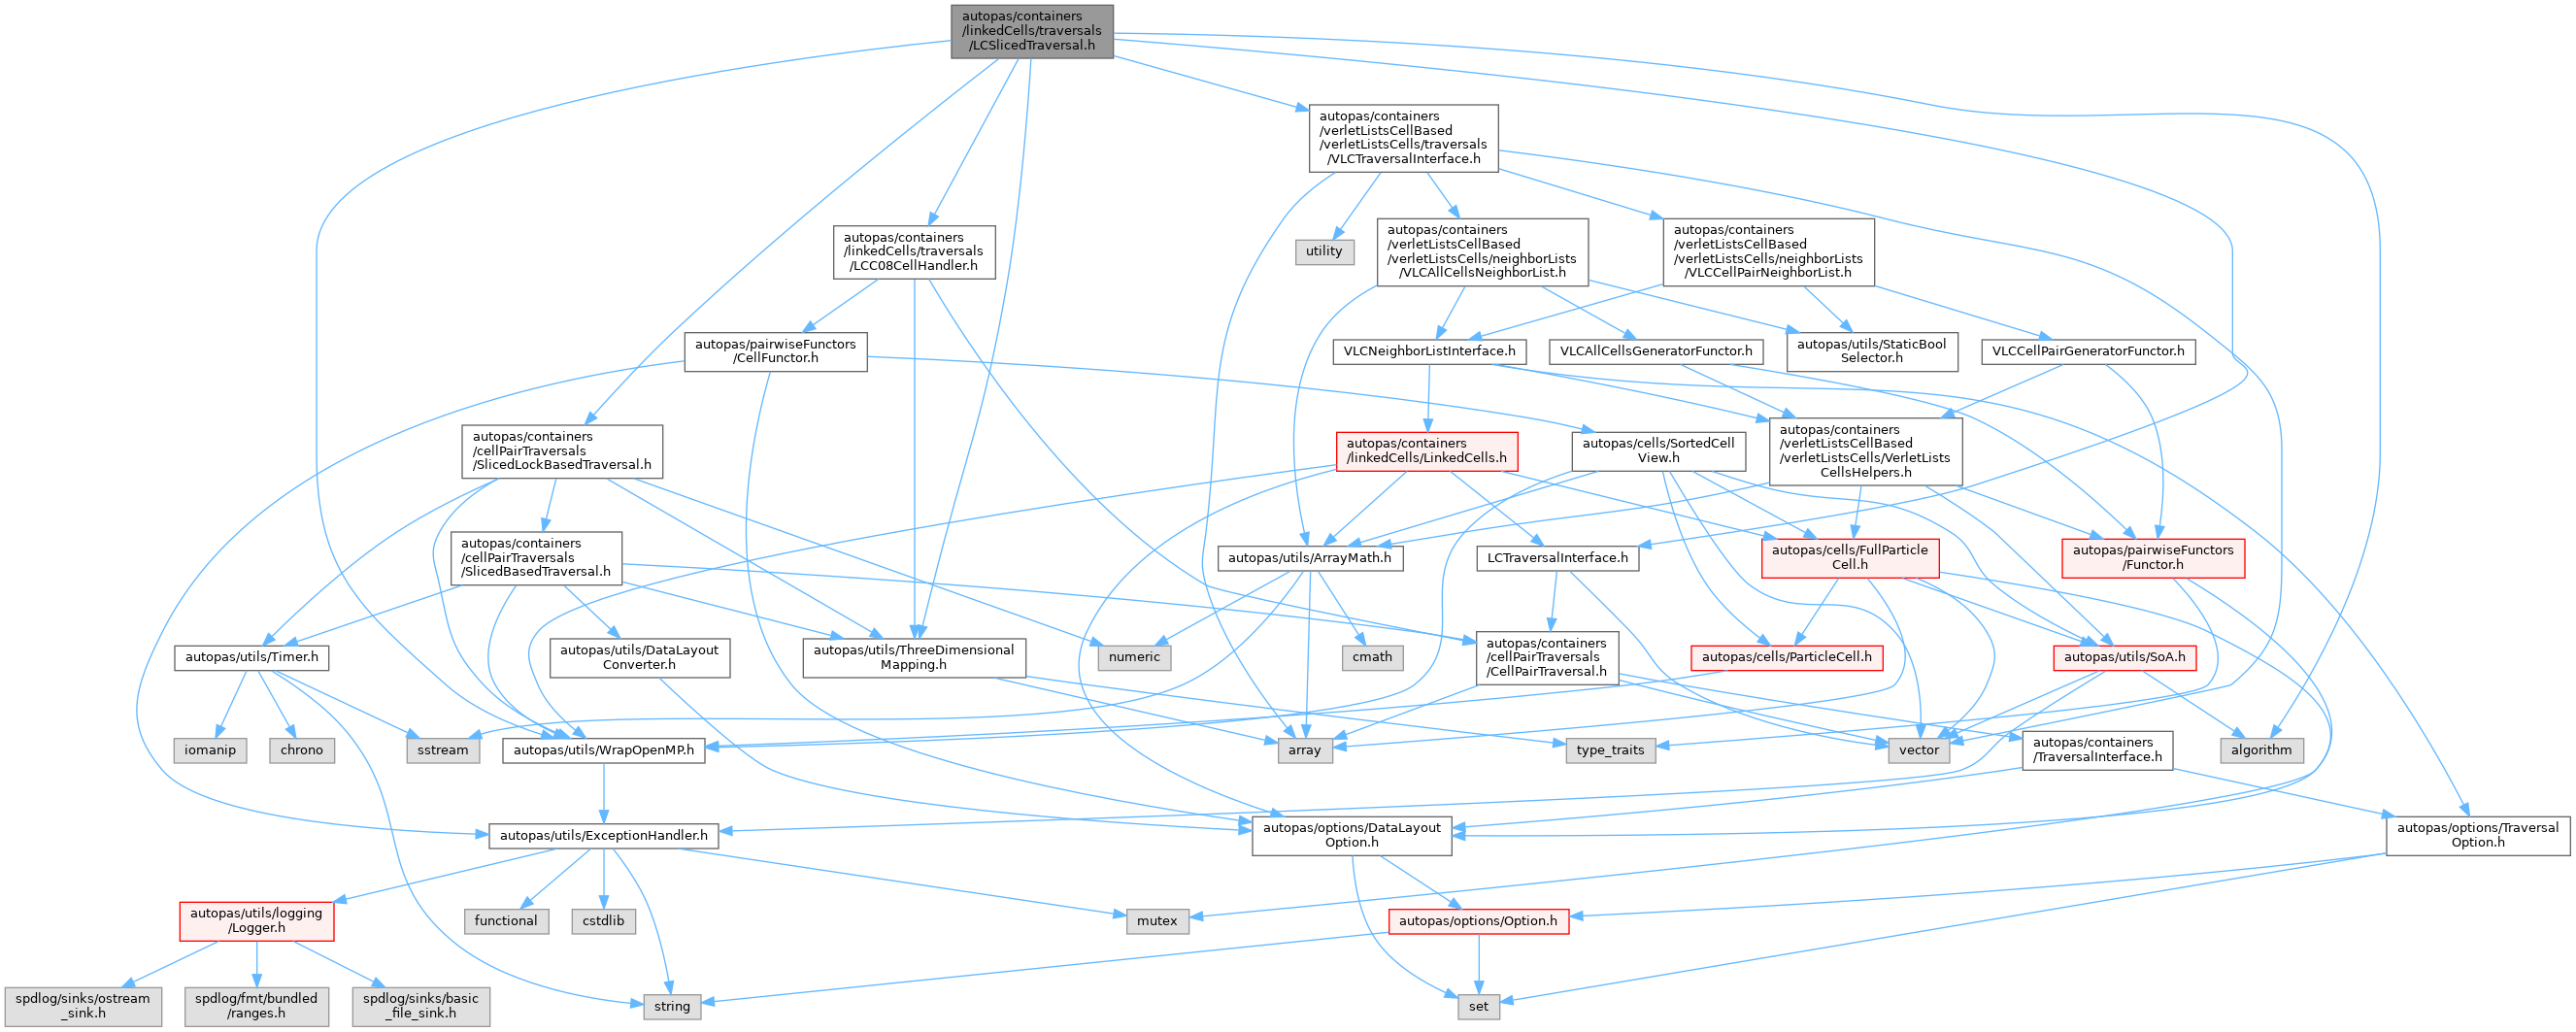 autopas/containers
/linkedCells/traversals
/LCSlicedTraversal.h
autopas/containers
/verletListsCellBased
/verletListsCells/traversals
/VLCTraversalInterface.h
autopas/containers
/linkedCells/traversals
/LCC08CellHandler.h
utility
autopas/containers
/verletListsCellBased
/verletListsCells/neighborLists
/VLCAllCellsNeighborList.h
autopas/containers
/verletListsCellBased
/verletListsCells/neighborLists
/VLCCellPairNeighborList.h
autopas/pairwiseFunctors
/CellFunctor.h
VLCNeighborListInterface.h
VLCAllCellsGeneratorFunctor.h
autopas/utils/StaticBool
Selector.h
VLCCellPairGeneratorFunctor.h
autopas/containers
/cellPairTraversals
/SlicedLockBasedTraversal.h
autopas/containers
/linkedCells/LinkedCells.h
autopas/cells/SortedCell
View.h
autopas/containers
/verletListsCellBased
/verletListsCells/VerletLists
CellsHelpers.h
autopas/containers
/cellPairTraversals
/SlicedBasedTraversal.h
autopas/utils/ArrayMath.h
LCTraversalInterface.h
autopas/cells/FullParticle
Cell.h
autopas/pairwiseFunctors
/Functor.h
autopas/utils/Timer.h
autopas/utils/DataLayout
Converter.h
autopas/utils/ThreeDimensional
Mapping.h
numeric
cmath
autopas/containers
/cellPairTraversals
/CellPairTraversal.h
autopas/cells/ParticleCell.h
autopas/utils/SoA.h
iomanip
chrono
sstream
autopas/utils/WrapOpenMP.h
array
type_traits
vector
autopas/containers
/TraversalInterface.h
algorithm
autopas/utils/ExceptionHandler.h
autopas/options/DataLayout
Option.h
autopas/options/Traversal
Option.h
autopas/utils/logging
/Logger.h
functional
cstdlib
mutex
autopas/options/Option.h
spdlog/sinks/ostream
_sink.h
spdlog/fmt/bundled
/ranges.h
spdlog/sinks/basic
_file_sink.h
string
set